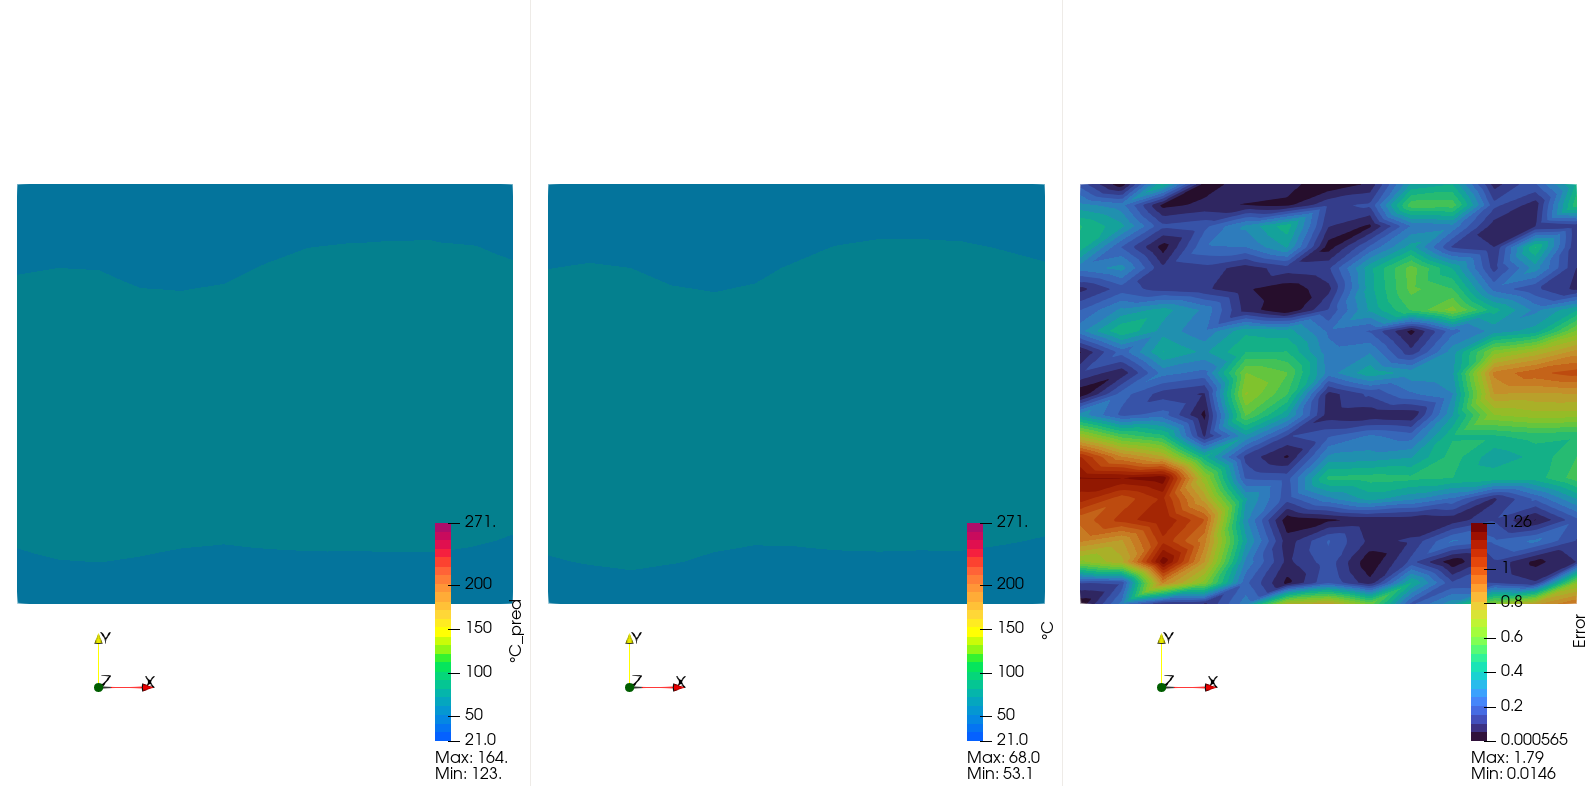 271.
200
150
100
50
21.0
°C_pred
Max: 164.
Min: 123.
Y
Z
X
271.
200
150
100
50
21.0
°C
Max: 68.0
Min: 53.1
Y
Z
X
1.26
1
0.8
0.6
0.4
0.2
0.000565
Error
Max: 1.79
Min: 0.0146
Y
Z
X